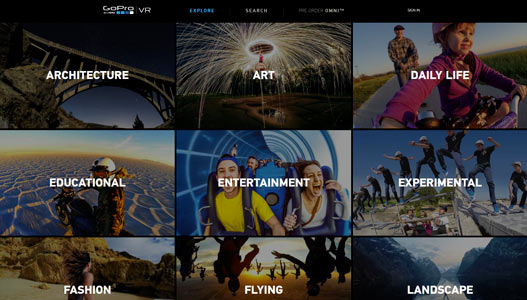 GoPro VR
EXPLORE
SEARCH
PRE-ORDER OMNI™
SIGN IN
ARCHITECTURE
ART
DAILY LIFE
EDUCATIONAL
ENTERTAINMENT
EXPERIMENTAL
FASHION
FLYING
LANDSCAPE